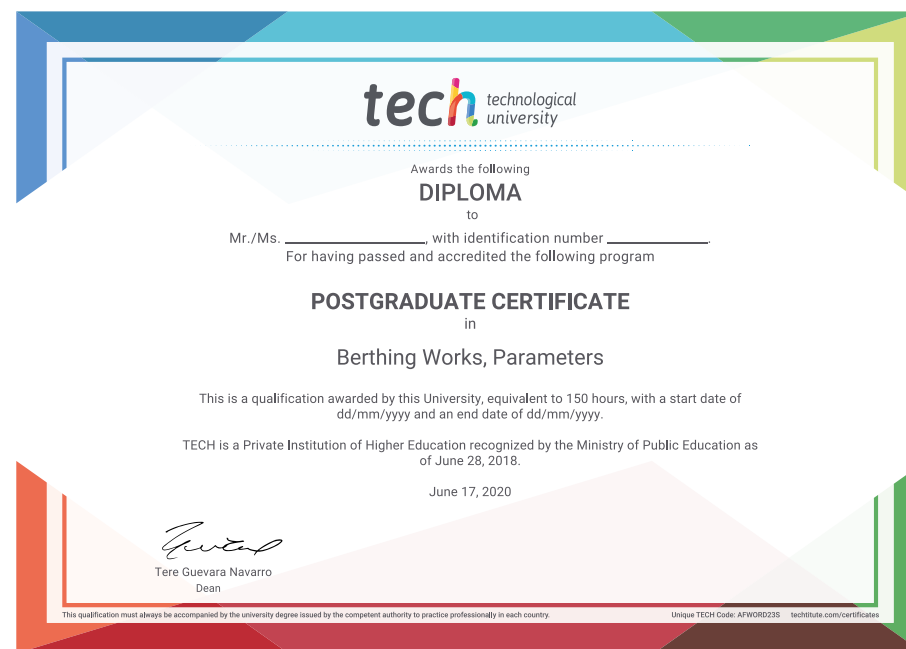 tech technological
university
Awards the following
DIPLOMA
to
Mr./Ms. ____________________, with identification number ______________.
For having passed and accredited the following program
POSTGRADUATE CERTIFICATE
in
Berthing Works, Parameters
This is a qualification awarded by this University, equivalent to 150 hours, with a start date of
dd/mm/yyyy and an end date of dd/mm/yyyy.
TECH is a Private Institution of Higher Education recognized by the Ministry of Public Education as
of June 28, 2018.
June 17, 2020
Tere Guevara Navarro
Dean
This qualification must always be accompanied by the university degree issued by the competent authority to practice professionally in each country. Unique TECH Code: AFWORD23S techtitute.com/certificates